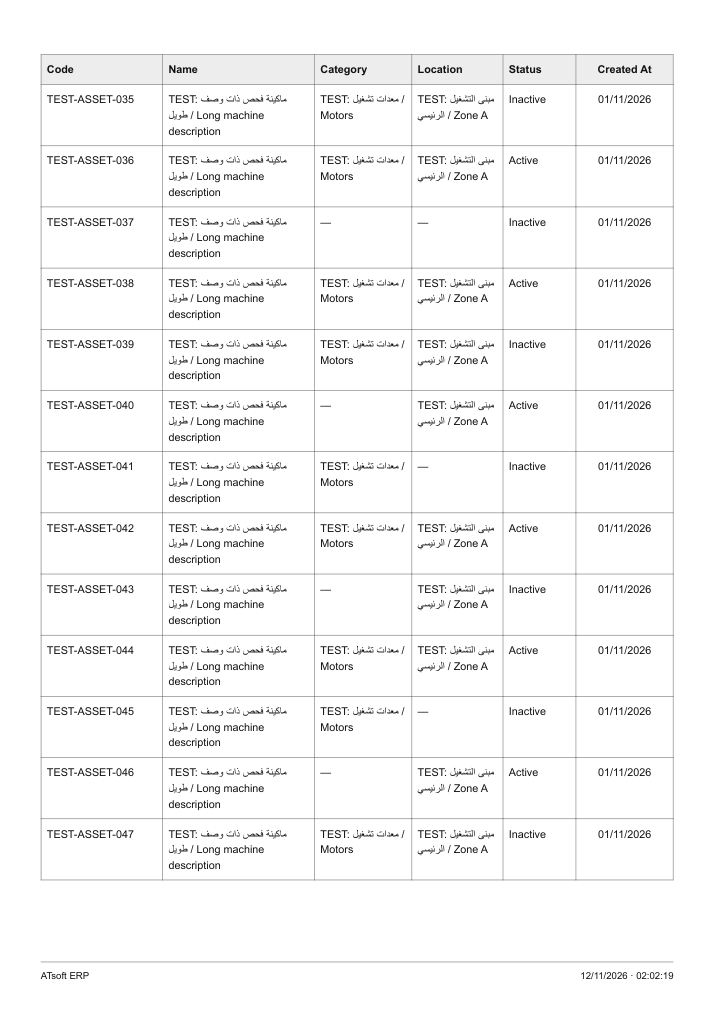 Code Name Category Location Status Created At
TEST-ASSET-035 TEST: ماكينة فحص ذات وصف TEST: معدات تشغيل / TEST: مبنى التشغيل Inactive 01/11/2026
طويل / Long machine Motors الرئيسي / Zone A
description
TEST-ASSET-036 TEST: ماكينة فحص ذات وصف TEST: معدات تشغيل / TEST: مبنى التشغيل Active 01/11/2026
طويل / Long machine Motors الرئيسي / Zone A
description
TEST-ASSET-037 TEST: ماكينة فحص ذات وصف — — Inactive 01/11/2026
طويل / Long machine
description
TEST-ASSET-038 TEST: ماكينة فحص ذات وصف TEST: معدات تشغيل / TEST: مبنى التشغيل Active 01/11/2026
طويل / Long machine Motors الرئيسي / Zone A
description
TEST-ASSET-039 TEST: ماكينة فحص ذات وصف TEST: معدات تشغيل / TEST: مبنى التشغيل Inactive 01/11/2026
طويل / Long machine Motors الرئيسي / Zone A
description
TEST-ASSET-040 TEST: ماكينة فحص ذات وصف — TEST: مبنى التشغيل Active 01/11/2026
طويل / Long machine الرئيسي / Zone A
description
TEST-ASSET-041 TEST: ماكينة فحص ذات وصف TEST: معدات تشغيل / — Inactive 01/11/2026
طويل / Long machine Motors
description
TEST-ASSET-042 TEST: ماكينة فحص ذات وصف TEST: معدات تشغيل / TEST: مبنى التشغيل Active 01/11/2026
طويل / Long machine Motors الرئيسي / Zone A
description
TEST-ASSET-043 TEST: ماكينة فحص ذات وصف — TEST: مبنى التشغيل Inactive 01/11/2026
طويل / Long machine الرئيسي / Zone A
description
TEST-ASSET-044 TEST: ماكينة فحص ذات وصف TEST: معدات تشغيل / TEST: مبنى التشغيل Active 01/11/2026
طويل / Long machine Motors الرئيسي / Zone A
description
TEST-ASSET-045 TEST: ماكينة فحص ذات وصف TEST: معدات تشغيل / — Inactive 01/11/2026
طويل / Long machine Motors
description
TEST-ASSET-046 TEST: ماكينة فحص ذات وصف — TEST: مبنى التشغيل Active 01/11/2026
طويل / Long machine الرئيسي / Zone A
description
TEST-ASSET-047 TEST: ماكينة فحص ذات وصف TEST: معدات تشغيل / TEST: مبنى التشغيل Inactive 01/11/2026
طويل / Long machine Motors الرئيسي / Zone A
description
ATsoft ERP 12/11/2026 · 02:02:19